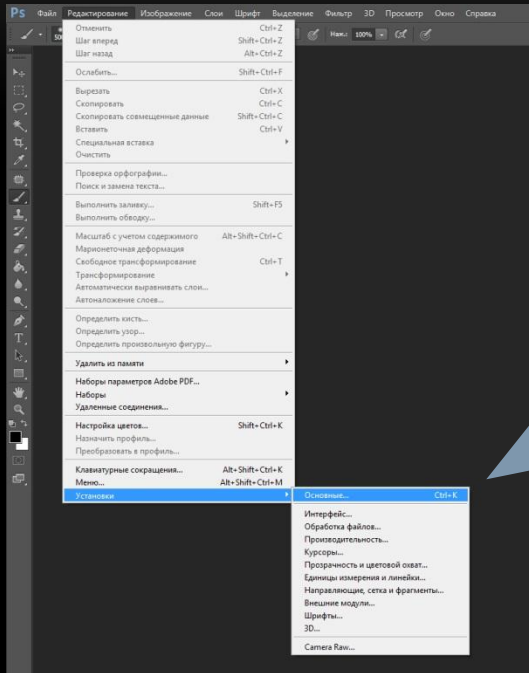 Ps Файл Редактирование Изображение Слои Шрифт Выделение Фильтр 3D Просмотр Окно Справка
Наж.: 100%
Отменить Ctrl+Z
Шаг вперед Shift+Ctrl+Z
Шаг назад Alt+Ctrl+Z
Ослабить... Shift+Ctrl+F
Вырезать Ctrl+X
Скопировать Ctrl+C
Скопировать совмещенные данные Shift+Ctrl+C
Вставить Ctrl+V
Специальная вставка
Очистить
Проверка орфографии...
Поиск и замена текста...
Выполнить заливку... Shift+F5
Выполнить обводку...
Масштаб с учетом содержимого Alt+Shift+Ctrl+C
Марионеточная деформация
Свободное трансформирование Ctrl+T
Трансформирование
Автоматически выравнивать слои...
Автоналожение слоев...
Определить кисть...
Определить узор...
Определить произвольную фигуру...
Удалить из памяти
Наборы параметров Adobe PDF...
Наборы
Удаленные соединения...
Настройка цветов... Shift+Ctrl+K
Назначить профиль...
Преобразовать в профиль...
Клавиатурные сокращения... Alt+Shift+Ctrl+K
Меню... Alt+Shift+Ctrl+M
Установки
Основные... Ctrl+K
Интерфейс...
Обработка файлов...
Производительность...
Курсоры...
Прозрачность и цветовой охват...
Единицы измерения и линейки...
Направляющие, сетка и фрагменты...
Внешние модули...
Шрифты...
3D...
Camera Raw...